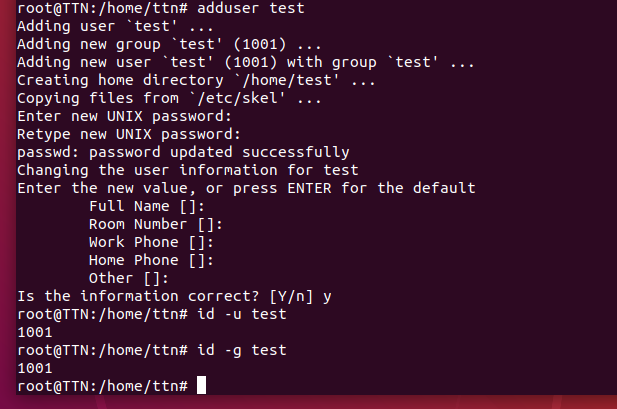 root@TTN:/home/ttn# adduser test
Adding user `test' ...
Adding new group `test' (1001) ...
Adding new user `test' (1001) with group `test' ...
Creating home directory `/home/test' ...
Copying files from `/etc/skel' ...
Enter new UNIX password:
Retype new UNIX password:
passwd: password updated successfully
Changing the user information for test
Enter the new value, or press ENTER for the default
Full Name []:
Room Number []:
Work Phone []:
Home Phone []:
Other []:
Is the information correct? [Y/n] y
root@TTN:/home/ttn# id -u test
1001
root@TTN:/home/ttn# id -g test
1001
root@TTN:/home/ttn#